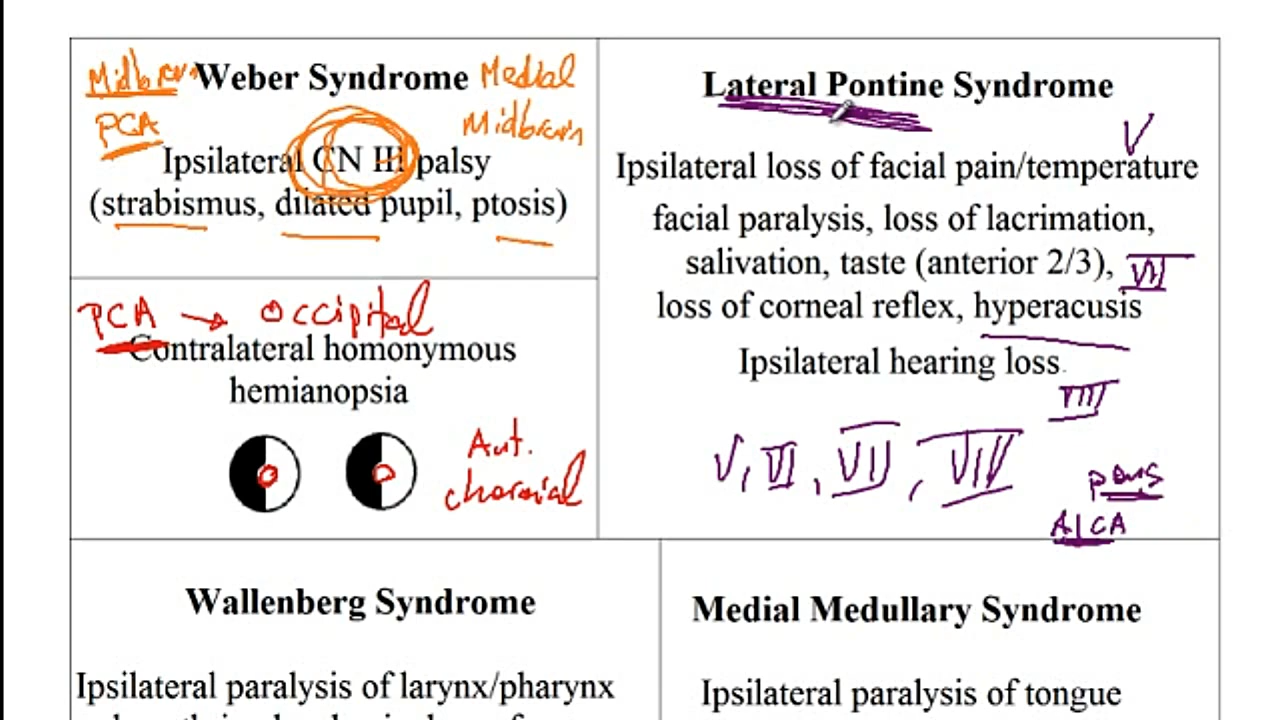 Midbrain Weber Syndrome Medial
PCA Midbrain
Ipsilateral CN III palsy
(strabismus, dilated pupil, ptosis)
PCA → Occipital
Contralateral homonymous
hemianopsia
Ant.
choroidal
Lateral Pontine Syndrome
V
Ipsilateral loss of facial pain/temperature
facial paralysis, loss of lacrimation,
salivation, taste (anterior 2/3), VII
loss of corneal reflex, hyperacusis
Ipsilateral hearing loss
VIII
V, VI, VII,
pons
AICA
Wallenberg Syndrome
Ipsilateral paralysis of larynx/pharynx
Medial Medullary Syndrome
Ipsilateral paralysis of tongue